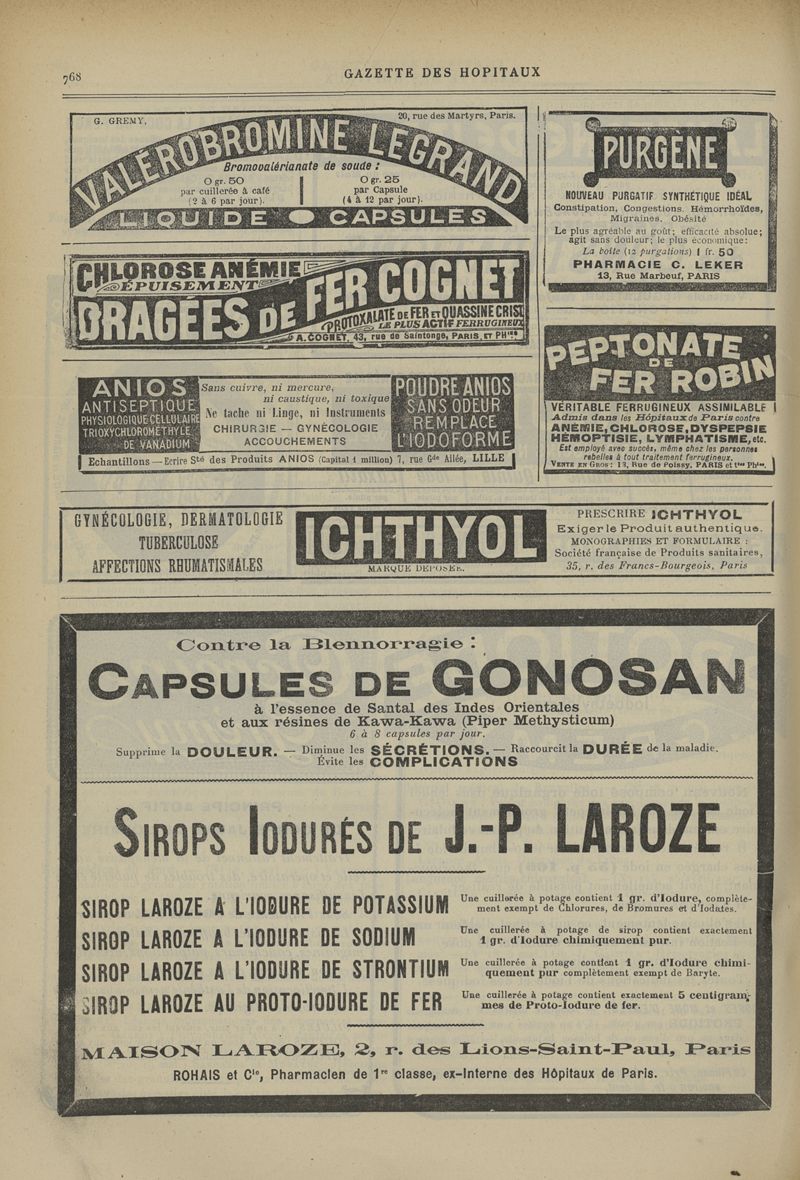 768
GAZETTE DES HOPITAUX
G. GREMY,
20, rue des Martyrs, Paris.
VALÉROBROMINE LEGRAND
Bromovalérianate de soude :
0 gr. 50
par cuillerée à café
(2 à 6 par jour).
0 gr. 25
par Capsule
(4 à 12 par jour).
LIQUIDE
CAPSULES
CHLOROSE ANÉMIE
ÉPUISEMENT
DRAGÉES DE FER COGNET
PROTOXALATE DE FER ET QUASSINE CRIST
LE PLUS ACTIF FERRUGINEUX
A. COGNET, 43, rue de Saintonge, PARIS ET PHies
ANIOS
ANTISEPTIQUE
PHYSIOLOGIQUE CELLULAIRE
TRIOXYCHLOROMÉTHYLE
DE VANADIUM
Sans cuivre, ni mercure,
ni caustique, ni toxique
Ne tache ni Linge, ni Instruments
CHIRURGIE — GYNÉCOLOGIE
ACCOUCHEMENTS
POUDRE ANIOS
SANS ODEUR
REMPLACE
L'IODOFORME
Echantillons — Ecrire Sté des Produits ANIOS (Capital 1 million) 7, rue Gde Allée, LILLE
PURGÈNE
NOUVEAU PURGATIF SYNTHÉTIQUE IDÉAL
Constipation, Congestions, Hémorrhoïdes,
Migraines, Obésité
Le plus agréable au goût; efficacité absolue;
agit sans douleur; le plus économique:
La boîte (12 purgations) 1 fr. 50
PHARMACIE C. LEKER
13, Rue Marbeuf, PARIS
PEPTONATE
DE
FER ROBIN
VÉRITABLE FERRUGINEUX ASSIMILABLE
Admis dans les Hôpitaux de Paris contre
ANÉMIE, CHLOROSE, DYSPEPSIE
HÉMOPTISIE, LYMPHATISME, etc.
Est employé avec succès, même chez les personnes
rebelles à tout traitement ferrugineux.
VENTE EN GROS: 13, Rue de Poissy, PARIS et ttes Phies.
GYNÉCOLOGIE, DERMATOLOGIE
TUBERCULOSE
AFFECTIONS RHUMATISMALES
ICHTHYOL
MARQUE DÉPOSÉE.
PRESCRIRE ICHTHYOL
Exiger le Produit authentique.
MONOGRAPHIES ET FORMULAIRE :
Société française de Produits sanitaires,
35, r. des Francs-Bourgeois, Paris
Contre la Blennorragie :
CAPSULES DE GONOSAN
à l'essence de Santal des Indes Orientales
et aux résines de Kawa-Kawa (Piper Methysticum)
6 à 8 capsules par jour.
Supprime la DOULEUR. — Diminue les SÉCRÉTIONS. — Raccourcit la DURÉE de la maladie.
Évite les COMPLICATIONS
SIROPS IODURÉS DE J.-P. LAROZE
SIROP LAROZE A L'IODURE DE POTASSIUM
Une cuillerée à potage contient 1 gr. d'Iodure, complète-
ment exempt de Chlorures, de Bromures et d'Iodates.
SIROP LAROZE A L'IODURE DE SODIUM
Une cuillerée à potage de sirop contient exactement
1 gr. d'Iodure chimiquement pur.
SIROP LAROZE A L'IODURE DE STRONTIUM
Une cuillerée à potage contient 1 gr. d'Iodure chimi-
quement pur complètement exempt de Baryte.
SIROP LAROZE AU PROTO-IODURE DE FER
Une cuillerée à potage contient exactement 5 centigram-
mes de Proto-Iodure de fer.
MAISON LAROZE, 2, r. des Lions-Saint-Paul, Paris
ROHAIS et Cie, Pharmacien de 1re classe, ex-Interne des Hôpitaux de Paris.